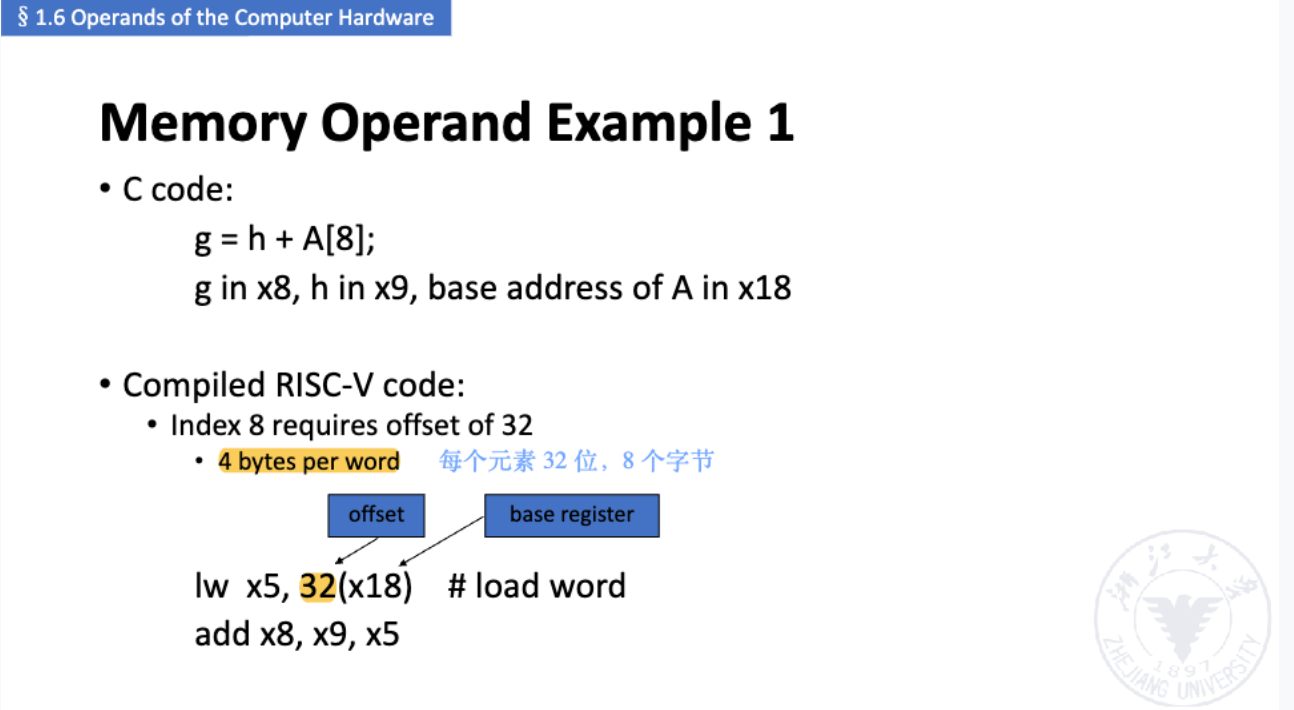 § 1.6 Operands of the Computer Hardware
Memory Operand Example 1
• C code:
g = h + A[8];
g in x8, h in x9, base address of A in x18
• Compiled RISC-V code:
• Index 8 requires offset of 32
• 4 bytes per word 每个元素 32 位，8 个字节
offset base register
lw x5, 32(x18) # load word
add x8, x9, x5
浙江大学
1897
ZHEJIANG UNIVERSITY